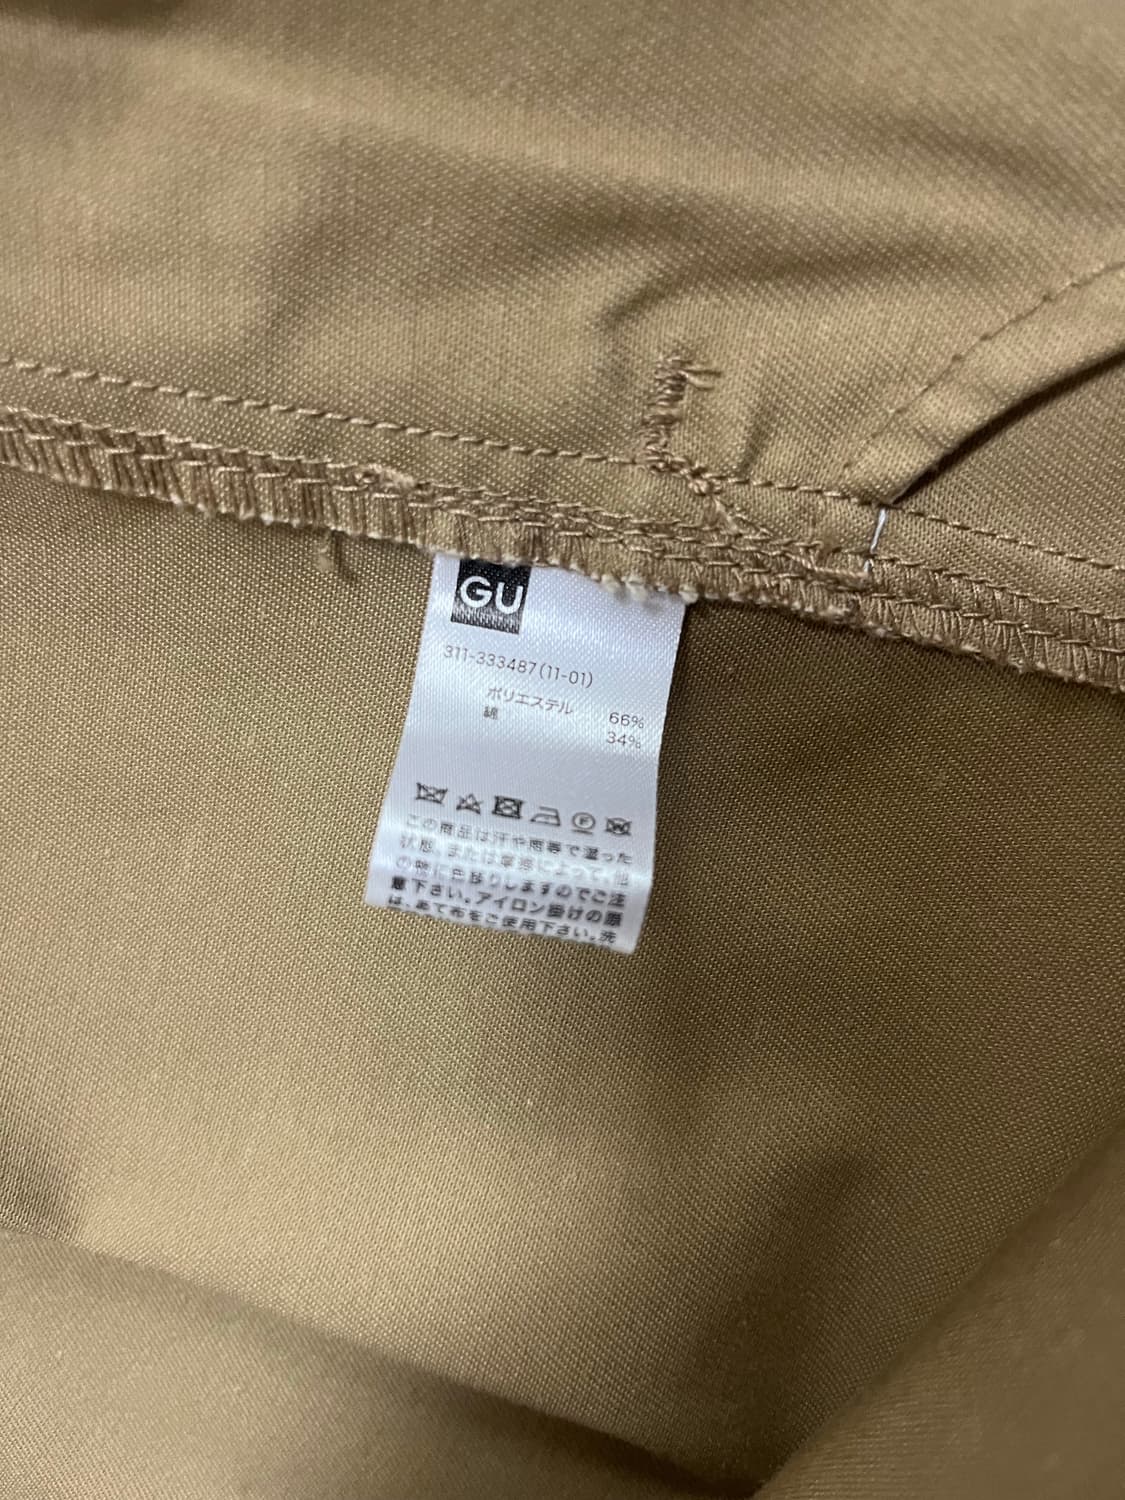 GU
311-333487(11-01)
ポリエステル 66%
綿 34%
この商品は汗や雨等で湿った
状態、または摩擦によって、他
の物に色移りしますのでご注
意下さい。アイロン掛けの際
は、あて布をご使用下さい。洗